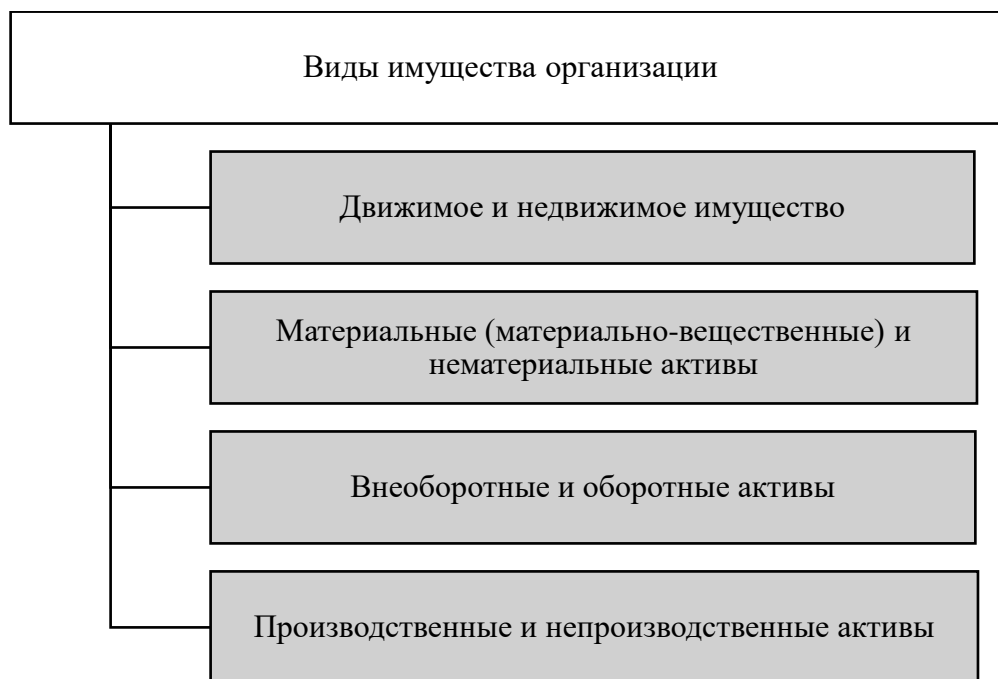 Виды имущества организации
Движимое и недвижимое имущество
Материальные (материально-вещественные) и
нематериальные активы
Внеоборотные и оборотные активы
Производственные и непроизводственные активы